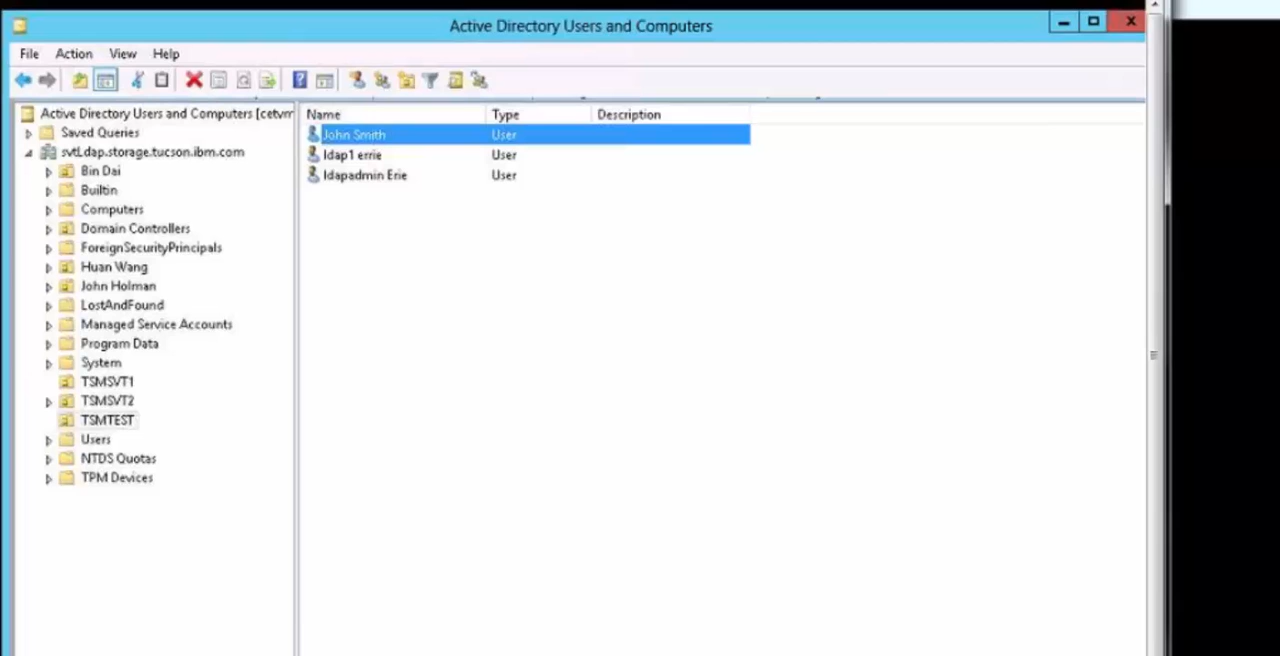 Active Directory Users and Computers
File Action View Help
Active Directory Users and Computers [cetvm
Saved Queries
svtLdap.storage.tucson.ibm.com
Bin Dai
Builtin
Computers
Domain Controllers
ForeignSecurityPrincipals
Huan Wang
John Holman
LostAndFound
Managed Service Accounts
Program Data
System
TSMSVT1
TSMSVT2
TSMTEST
Users
NTDS Quotas
TPM Devices
Name Type Description
John Smith User
ldap1 errie User
ldapadmin Erie User